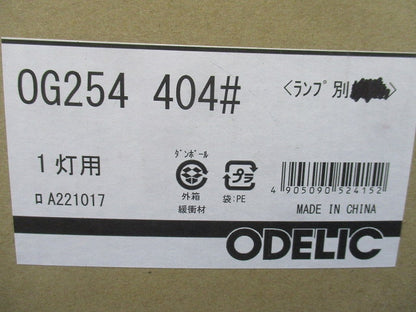 OG254 404#
<ランプ 別
1灯用
ロ A221017
ダンボール
外箱
緩衝材
プラ
袋:PE
4 905090 524152
MADE IN CHINA
ODELIC